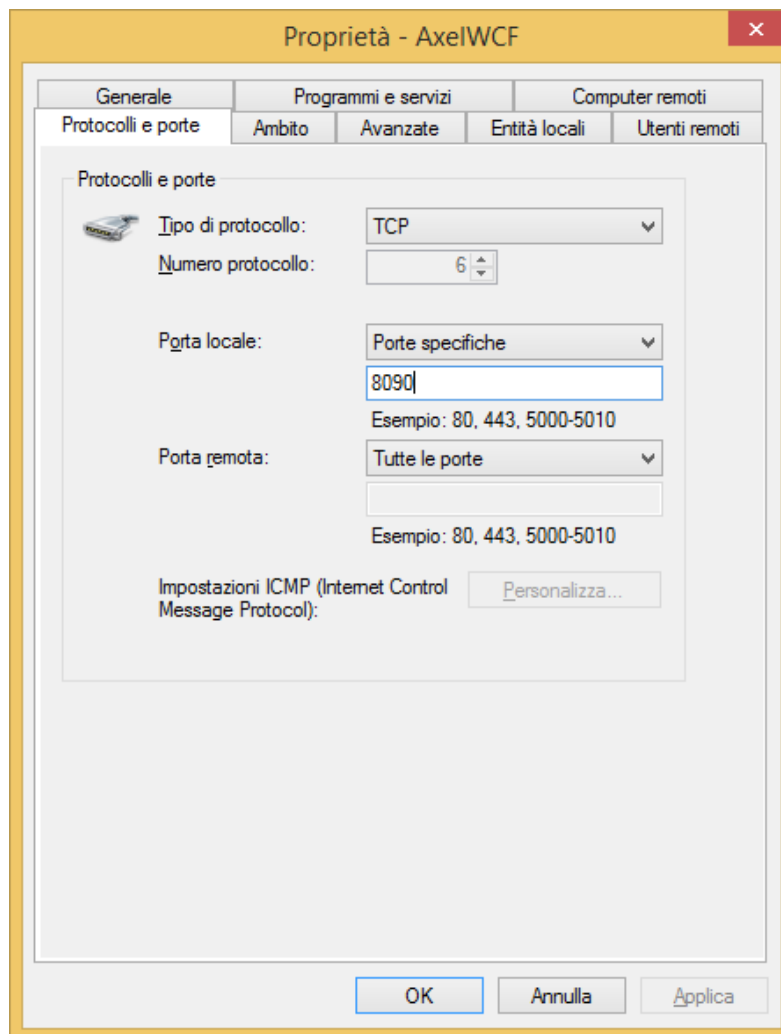 Proprietà - AxelWCF
Generale
Programmi e servizi
Computer remoti
Protocolli e porte
Ambito
Avanzate
Entità locali
Utenti remoti
Protocolli e porte
Tipo di protocollo:
TCP
Numero protocollo:
6
Porta locale:
Porte specifiche
8090
Esempio: 80, 443, 5000-5010
Porta remota:
Tutte le porte
Esempio: 80, 443, 5000-5010
Impostazioni ICMP (Internet Control
Message Protocol):
Personalizza...
OK
Annulla
Applica